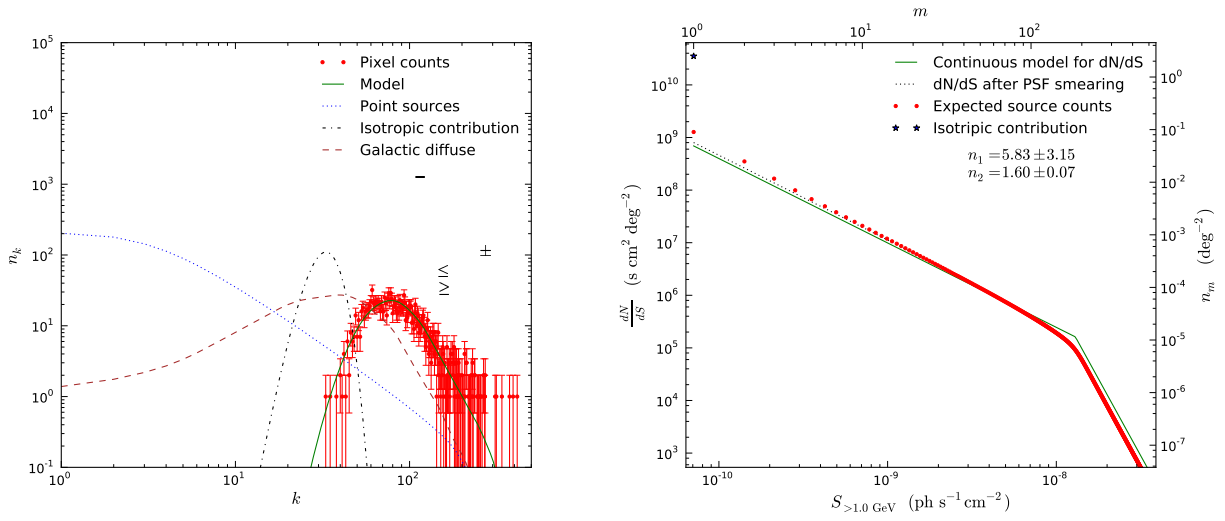 10^5
10^4
10^3
10^2
10^1
10^0
10^-1
n_k
Pixel counts
Model
Point sources
Isotropic contribution
Galactic diffuse
10^0
10^1
10^2
k
m
10^0
10^1
10^2
10^10
10^9
10^8
10^7
10^6
10^5
10^4
10^3
dN/dS (s cm^2 deg^-2)
Continuous model for dN/dS
dN/dS after PSF smearing
Expected source counts
Isotripic contribution
n_1 =5.83 ±3.15
n_2 =1.60 ±0.07
10^0
10^-1
10^-2
10^-3
10^-4
10^-5
10^-6
10^-7
n_m (deg^-2)
10^-10
10^-9
10^-8
S_>1.0 GeV (ph s^-1 cm^-2)